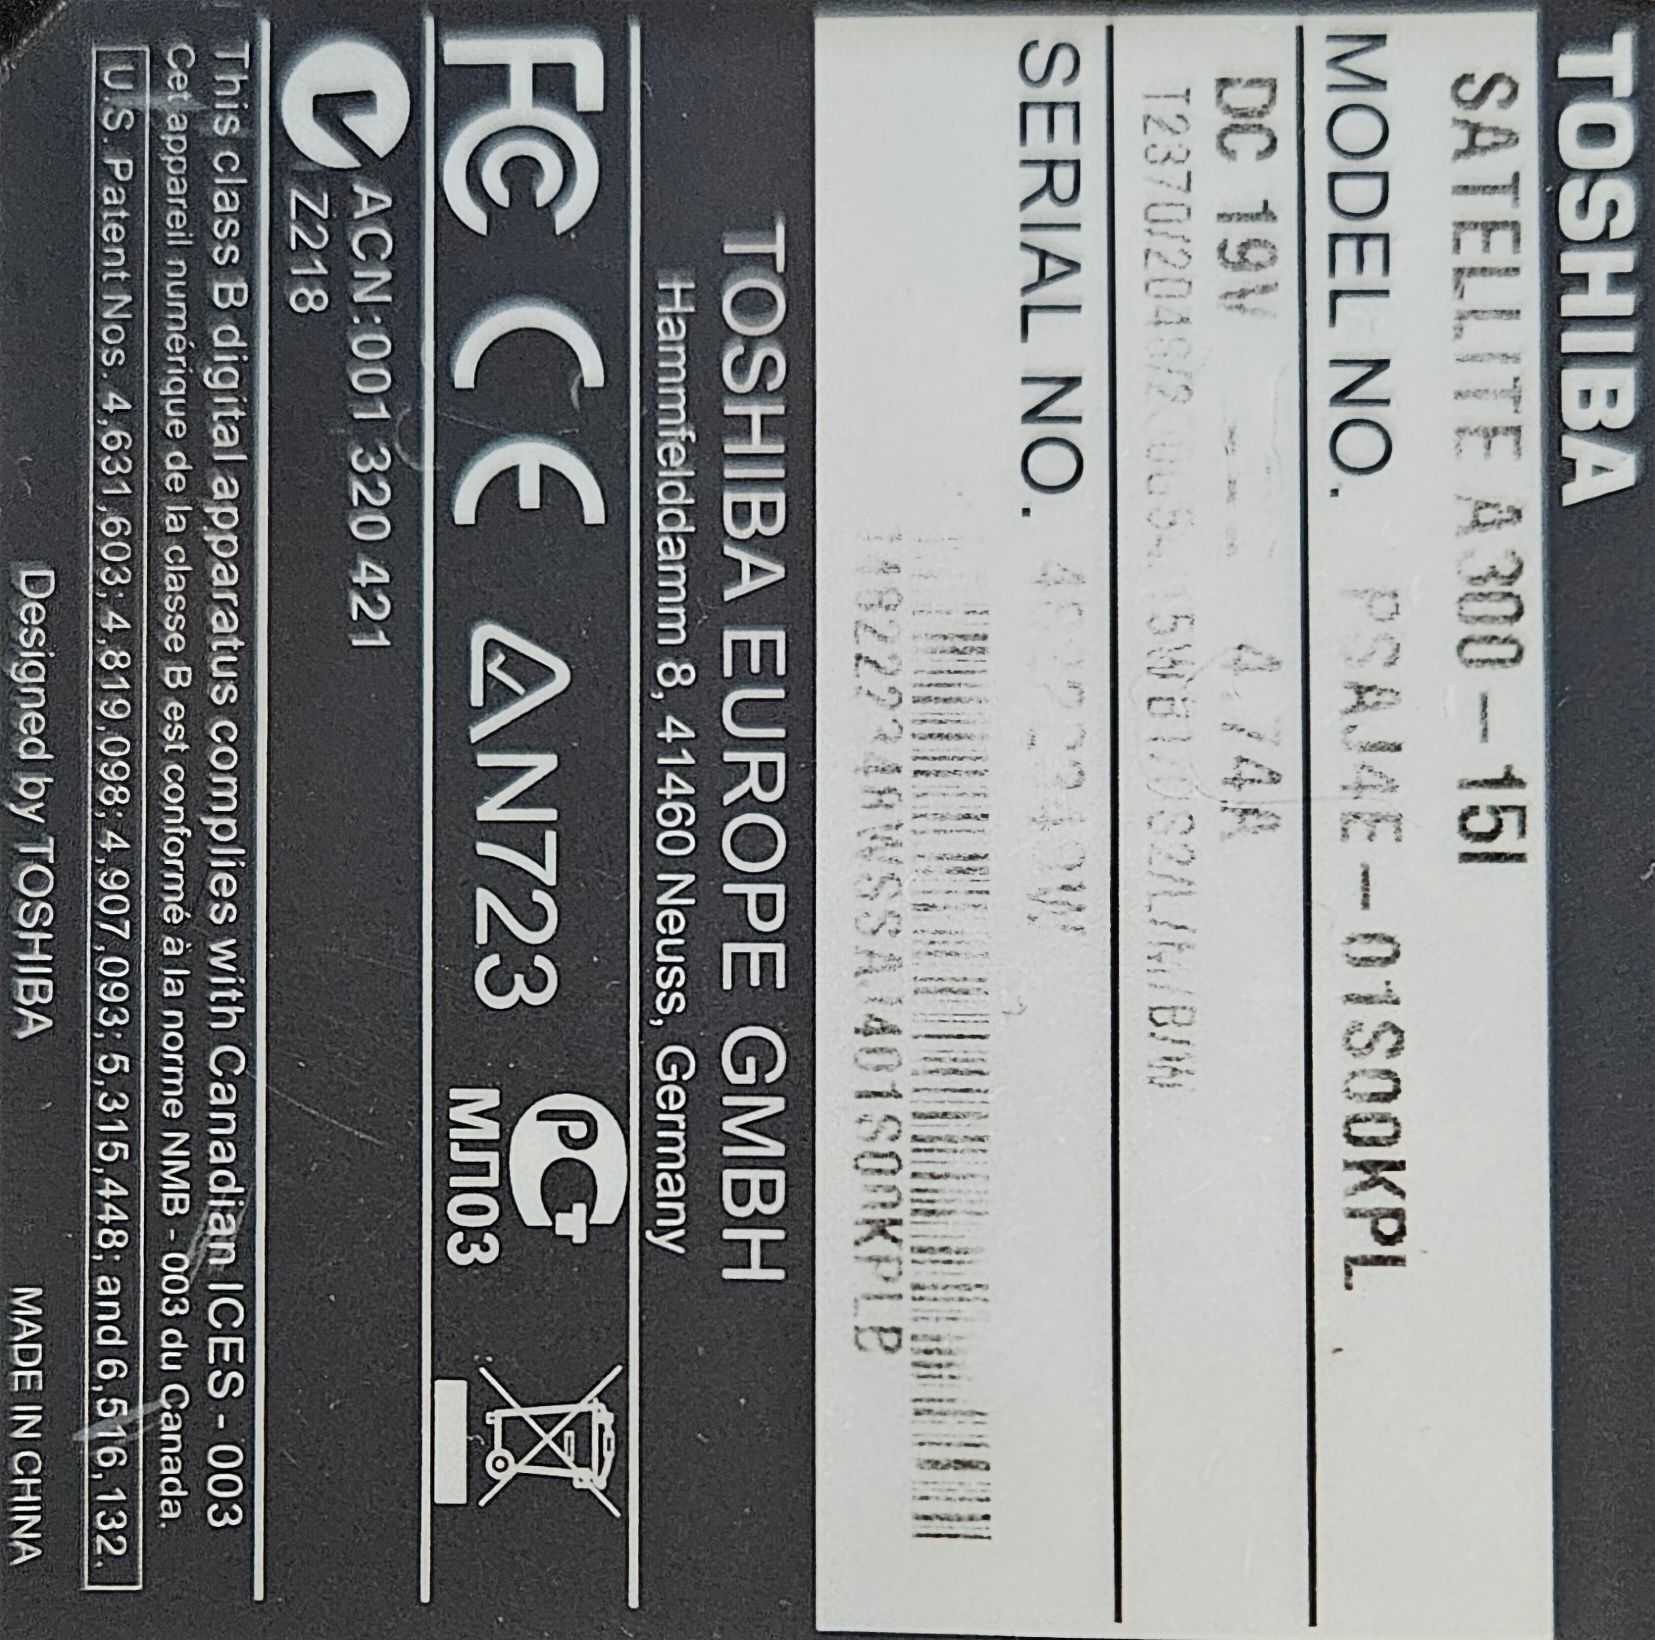 TOSHIBA
SATELLITE A300-15I
MODEL NO. PSAJ4E-01S00KPL
DC 19V 4.74A
SERIAL NO.
TOSHIBA EUROPE GMBH
Hammfelddamm 8, 41460 Neuss, Germany
FC CE AN723 PC МЛ03
ACN:001 320 421
Z218
This class B digital apparatus complies with Canadian ICES - 003
Cet appareil numérique de la classe B est conformé à la norme NMB - 003 du Canada.
U.S. Patent Nos. 4,631,603; 4,819,098; 4,907,093; 5,315,448; and 6,516,132.
Designed by TOSHIBA MADE IN CHINA